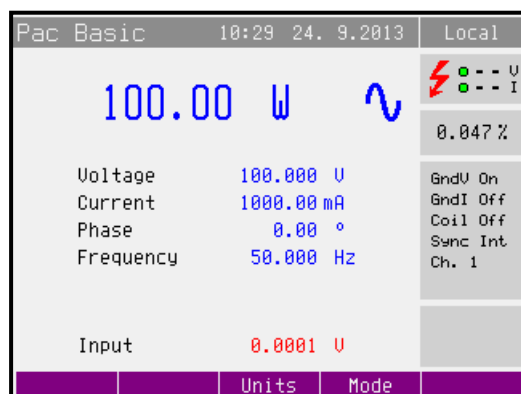 Pac Basic 10:29 24. 9.2013 Local
-- V
-- I
100.00 W
0.047%
Voltage 100.000 V
Current 1000.00 mA
Phase 0.00 °
Frequency 50.000 Hz
GndV On
GndI Off
Coil Off
Sync Int
Ch. 1
Input 0.0001 V
Units Mode